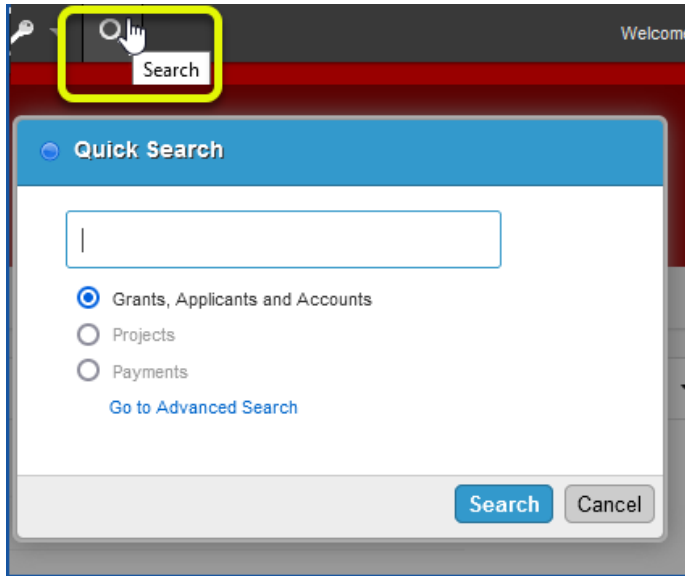 Welcome
Search
Quick Search
Grants, Applicants and Accounts
Projects
Payments
Go to Advanced Search
Search Cancel